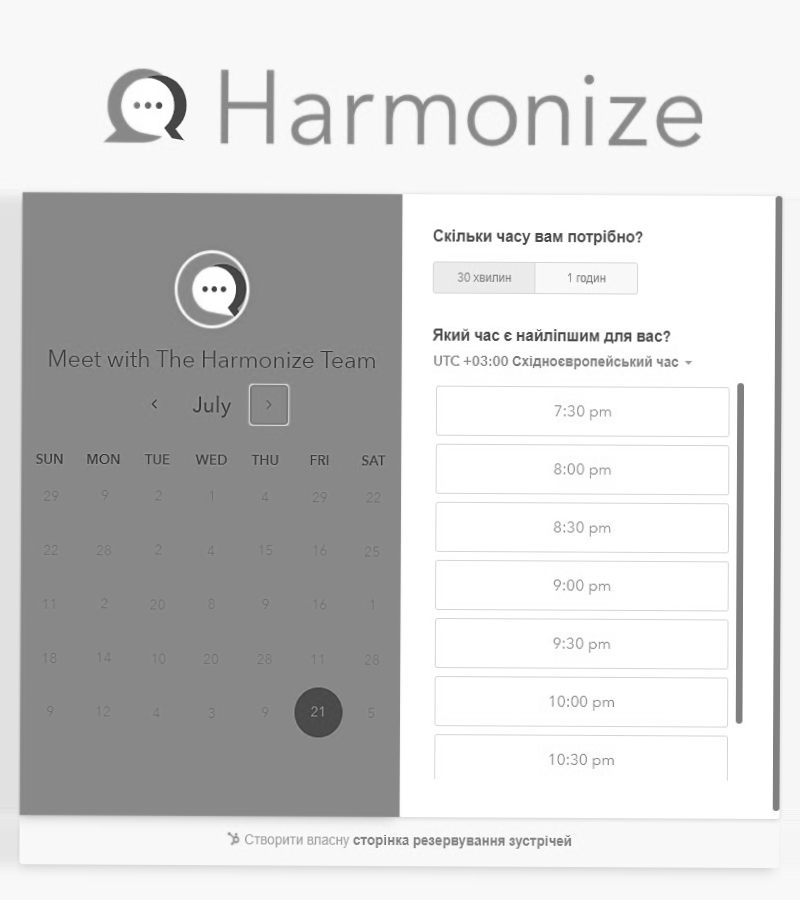 Harmonize
Meet with The Harmonize Team
July
SUN MON TUE WED THU FRI SAT
29 9 2 1 4 29 22
22 28 2 4 15 16 25
11 2 20 8 9 16 1
18 14 10 20 28 11 28
9 12 4 3 9 21 5
Скільки часу вам потрібно?
30 хвилин 1 годин
Який час є найліпшим для вас?
UTC +03:00 Східноєвропейський час
7:30 pm
8:00 pm
8:30 pm
9:00 pm
9:30 pm
10:00 pm
10:30 pm
Створити власну сторінка резервування зустрічей